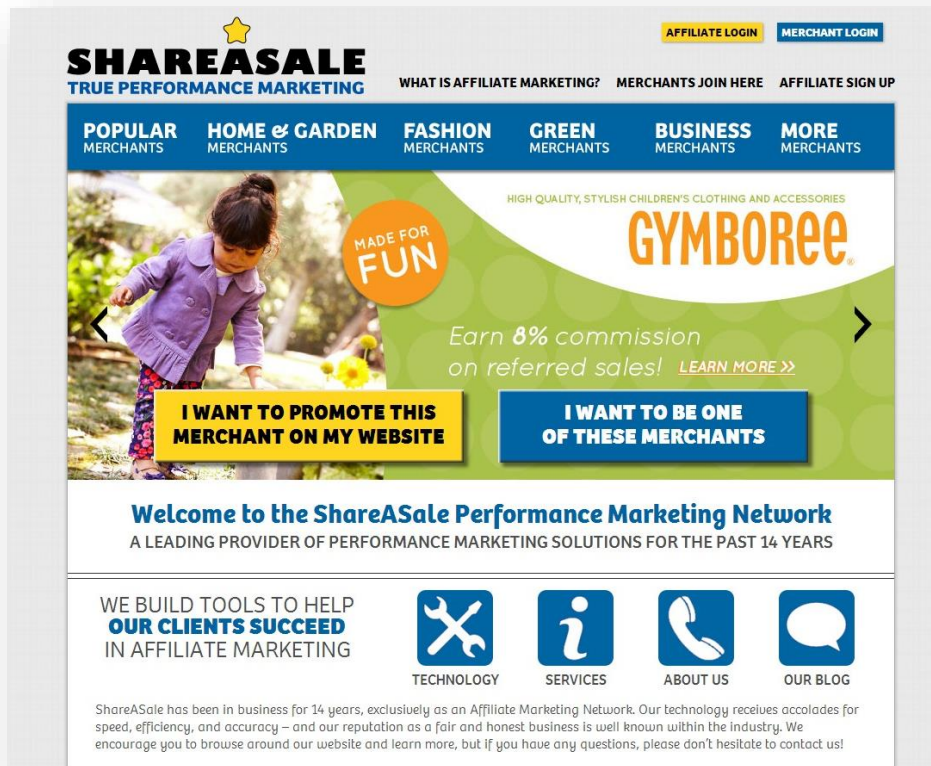 AFFILIATE LOGIN
MERCHANT LOGIN
SHAREASALE
TRUE PERFORMANCE MARKETING
WHAT IS AFFILIATE MARKETING?
MERCHANTS JOIN HERE
AFFILIATE SIGN UP
POPULAR
MERCHANTS
HOME & GARDEN
MERCHANTS
FASHION
MERCHANTS
GREEN
MERCHANTS
BUSINESS
MERCHANTS
MORE
MERCHANTS
HIGH QUALITY, STYLISH CHILDREN'S CLOTHING AND ACCESSORIES
GYMBORee®
MADE FOR
FUN
Earn 8% commission
on referred sales! LEARN MORE >>
I WANT TO PROMOTE THIS
MERCHANT ON MY WEBSITE
I WANT TO BE ONE
OF THESE MERCHANTS
Welcome to the ShareASale Performance Marketing Network
A LEADING PROVIDER OF PERFORMANCE MARKETING SOLUTIONS FOR THE PAST 14 YEARS
WE BUILD TOOLS TO HELP
OUR CLIENTS SUCCEED
IN AFFILIATE MARKETING
TECHNOLOGY
SERVICES
ABOUT US
OUR BLOG
ShareASale has been in business for 14 years, exclusively as an Affiliate Marketing Network. Our technology receives accolades for
speed, efficiency, and accuracy – and our reputation as a fair and honest business is well known within the industry. We
encourage you to browse around our website and learn more, but if you have any questions, please don't hesitate to contact us!